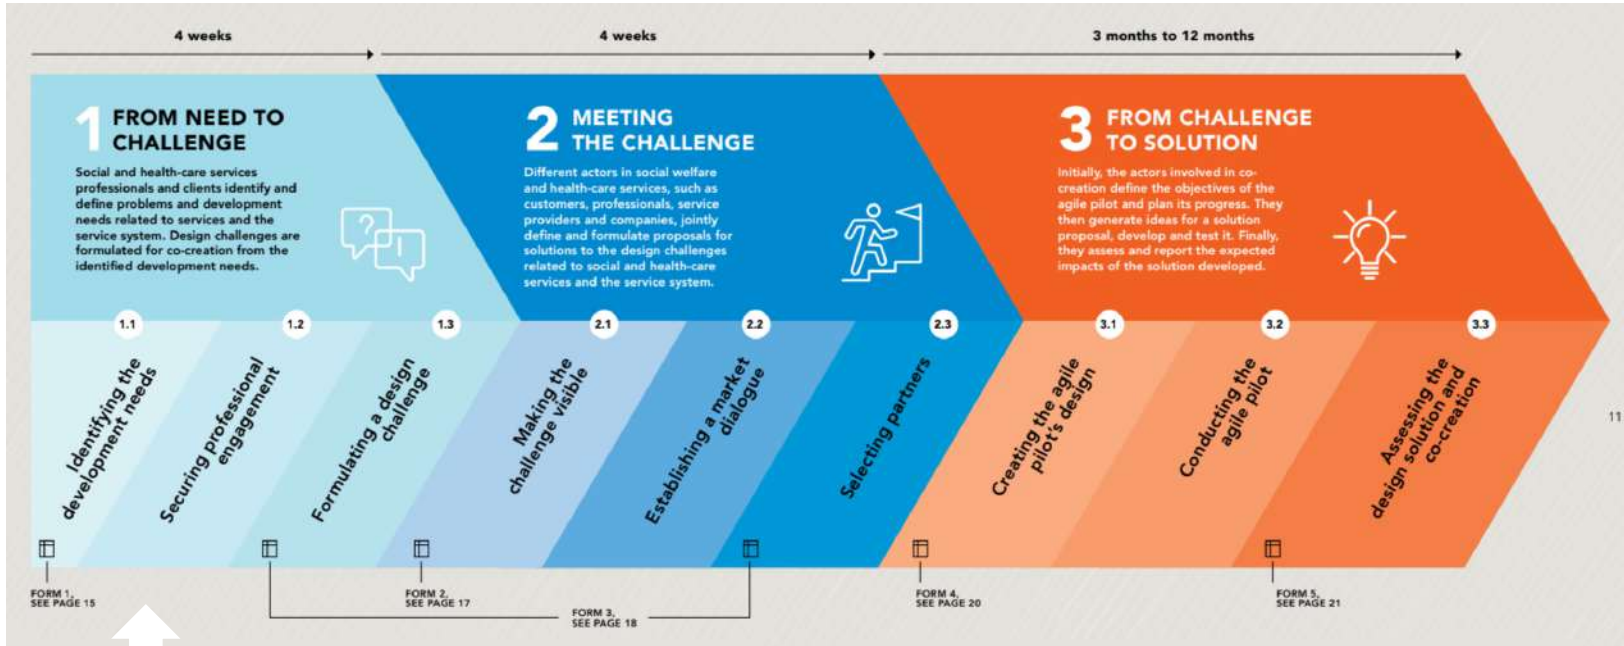 4 weeks
4 weeks
3 months to 12 months
1 FROM NEED TO
CHALLENGE
Social and health-care services
professionals and clients identify and
define problems and development
needs related to services and the
service system. Design challenges are
formulated for co-creation from the
identified development needs.
?
!
2 MEETING
THE CHALLENGE
Different actors in social welfare
and health-care services, such as
customers, professionals, service
providers and companies, jointly
define and formulate proposals for
solutions to the design challenges
related to social and health-care
services and the service system.
3 FROM CHALLENGE
TO SOLUTION
Initially, the actors involved in co-
creation define the objectives of the
agile pilot and plan its progress. They
then generate ideas for a solution
proposal, develop and test it. Finally,
they assess and report the expected
impacts of the solution developed.
1.1
Identifying the
development needs
1.2
Securing professional
engagement
1.3
Formulating a design
challenge
2.1
Making the
challenge visible
2.2
Establishing a market
dialogue
2.3
Selecting partners
3.1
Creating the agile
pilot's design
3.2
Conducting the
agile pilot
3.3
Assessing the
design solution and
co-creation
11
FORM 1,
SEE PAGE 15
FORM 2,
SEE PAGE 17
FORM 3,
SEE PAGE 18
FORM 4,
SEE PAGE 20
FORM 5,
SEE PAGE 21